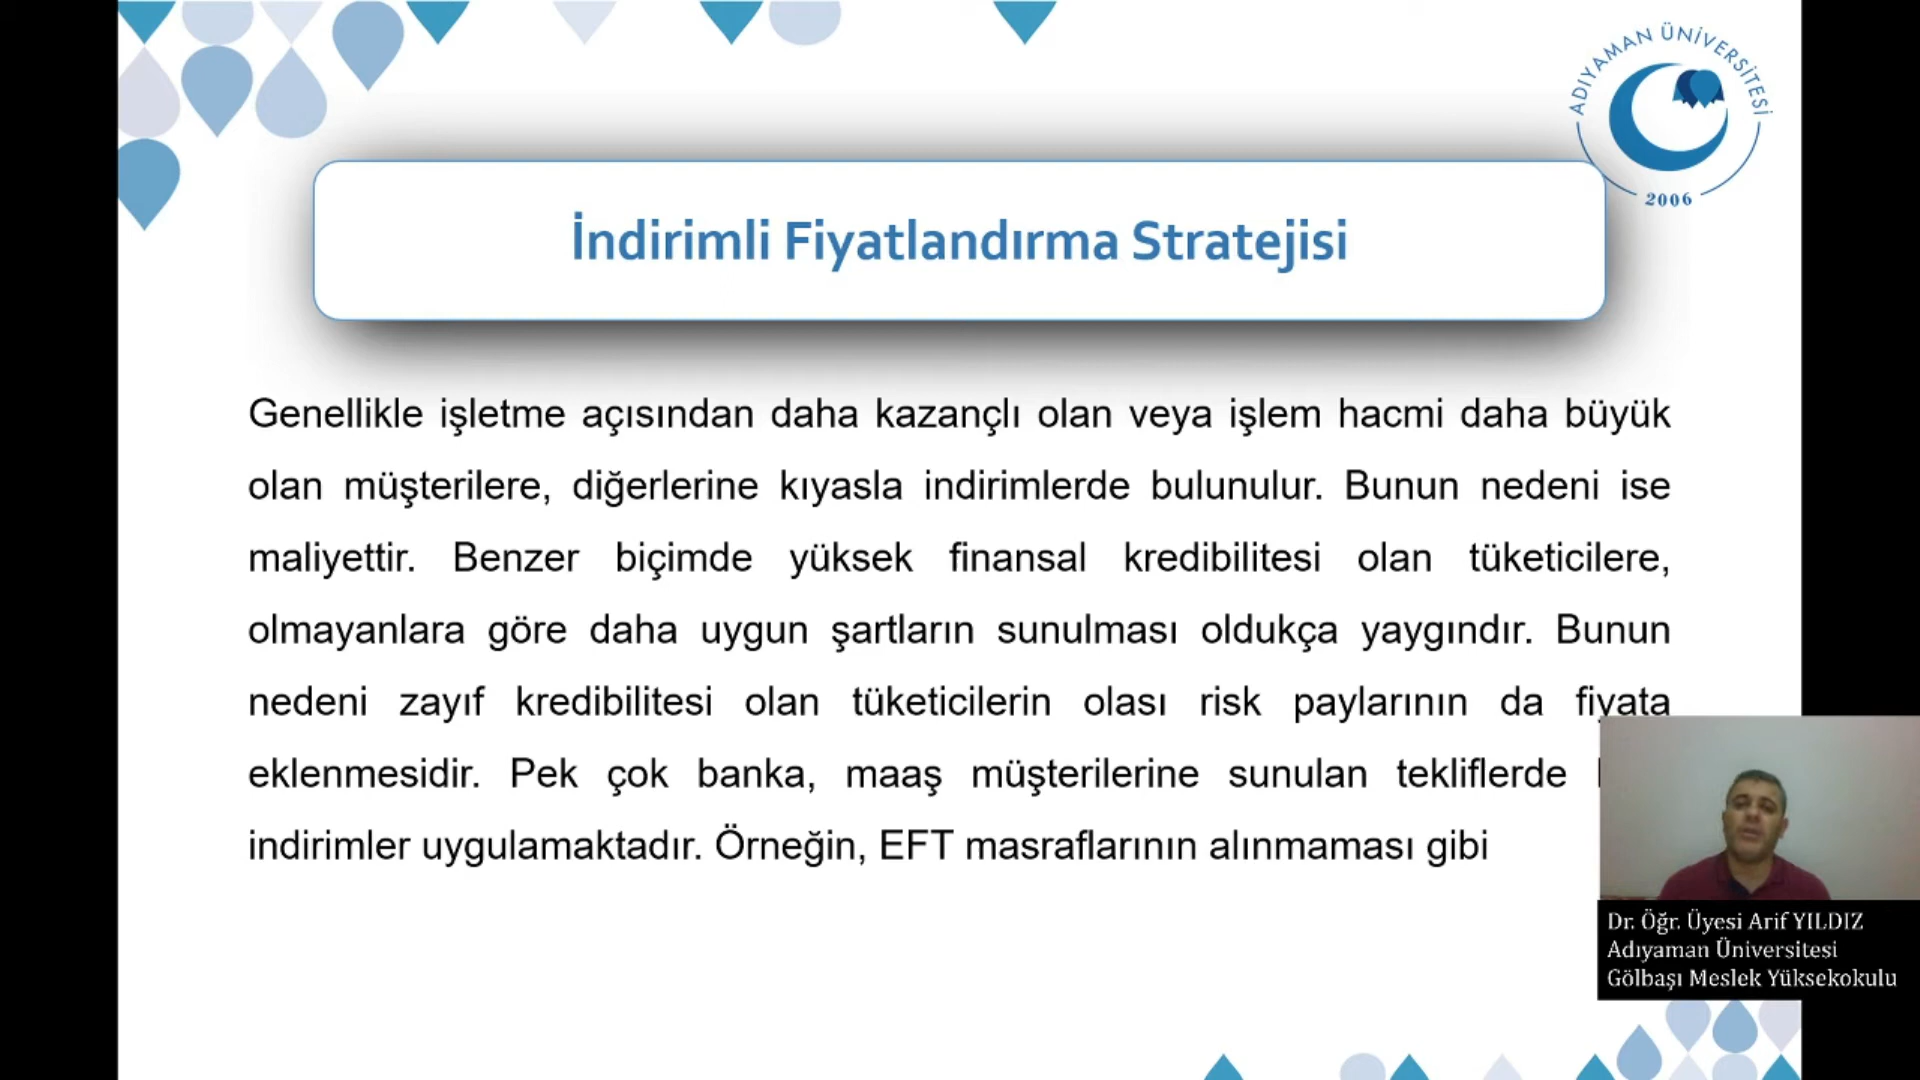 ADIYAMAN ÜNİVERSİTESİ
2006
İndirimli Fiyatlandırma Stratejisi
Genellikle işletme açısından daha kazançlı olan veya işlem hacmi daha büyük
olan müşterilere, diğerlerine kıyasla indirimlerde bulunulur. Bunun nedeni ise
maliyettir. Benzer biçimde yüksek finansal kredibilitesi olan tüketicilere,
olmayanlara göre daha uygun şartların sunulması oldukça yaygındır. Bunun
nedeni zayıf kredibilitesi olan tüketicilerin olası risk paylarının da fiyata
eklenmesidir. Pek çok banka, maaş müşterilerine sunulan tekliflerde
indirimler uygulamaktadır. Örneğin, EFT masraflarının alınmaması gibi
Dr. Öğr. Üyesi Arif YILDIZ
Adıyaman Üniversitesi
Gölbaşı Meslek Yüksekokulu